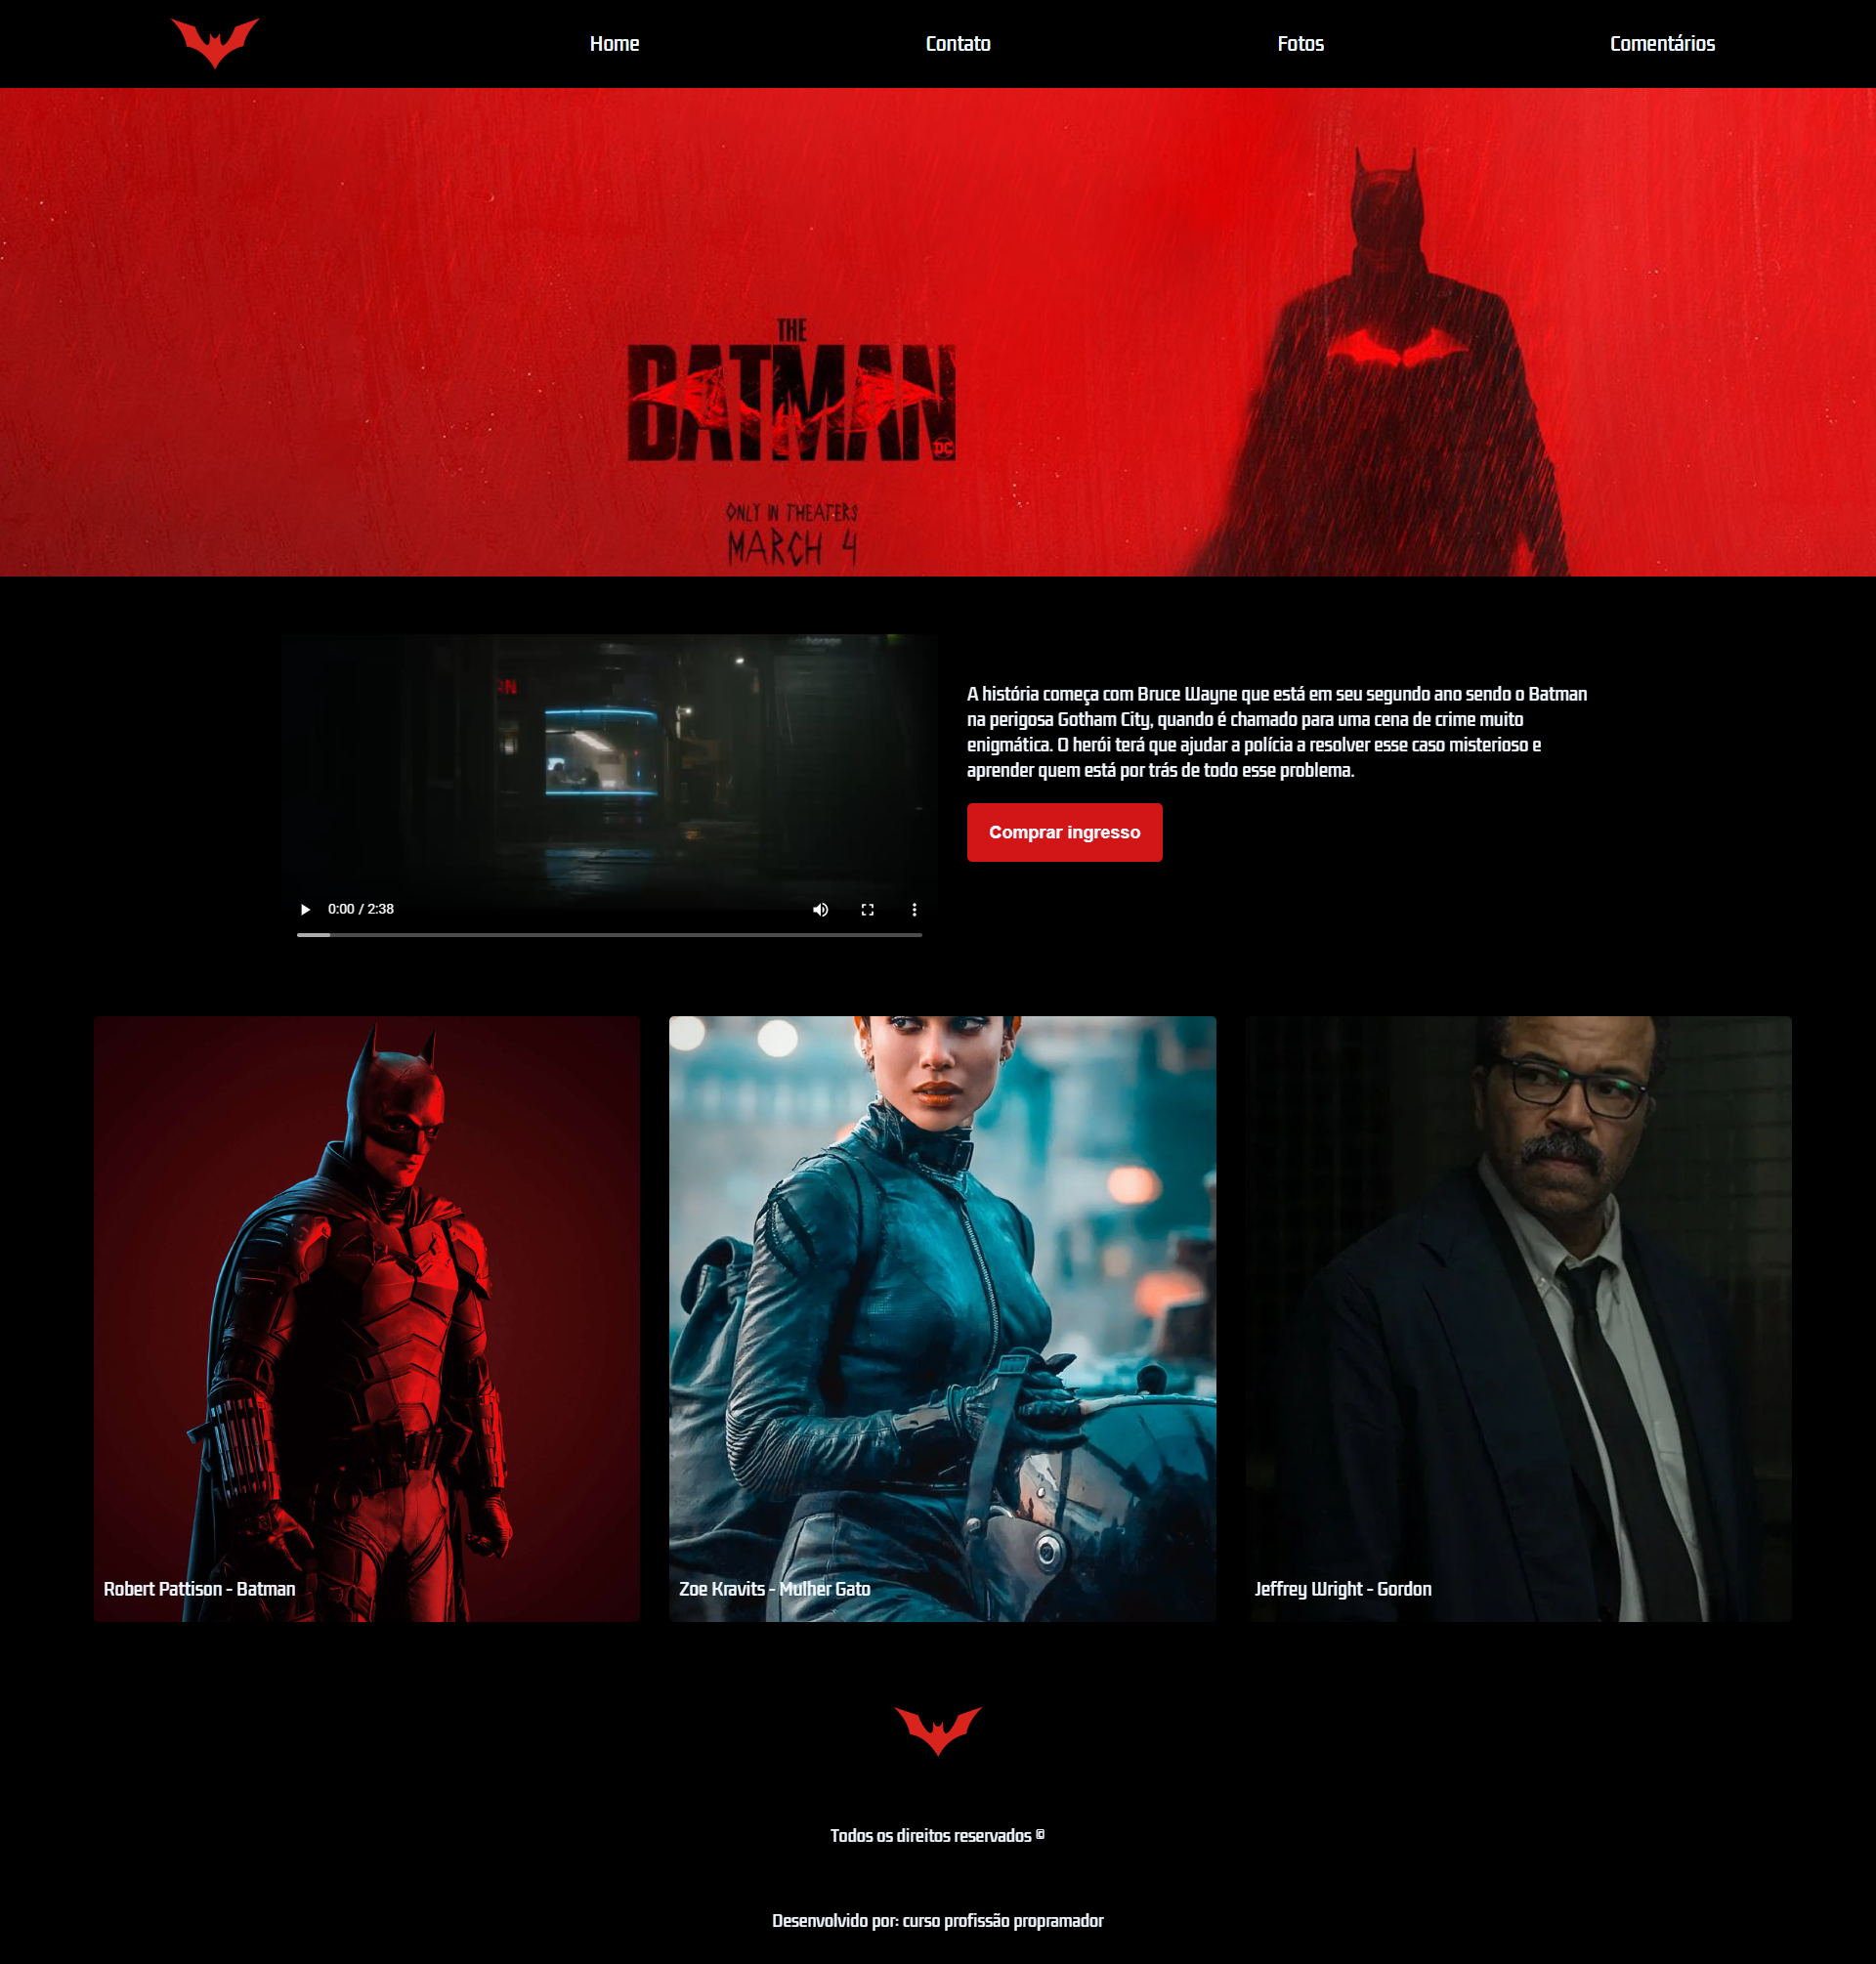 Home Contato Fotos Comentários
THE
BATMAN
DC
ONLY IN THEATERS
MARCH 4
A história começa com Bruce Wayne que está em seu segundo ano sendo o Batman
na perigosa Gotham City, quando é chamado para uma cena de crime muito
enigmática. O herói terá que ajudar a polícia a resolver esse caso misterioso e
aprender quem está por trás de todo esse problema.
Comprar ingresso
0:00 / 2:38
Robert Pattison - Batman
Zoe Kravits - Mulher Gato
Jeffrey Wright - Gordon
Todos os direitos reservados ©
Desenvolvido por: curso profissão propramador